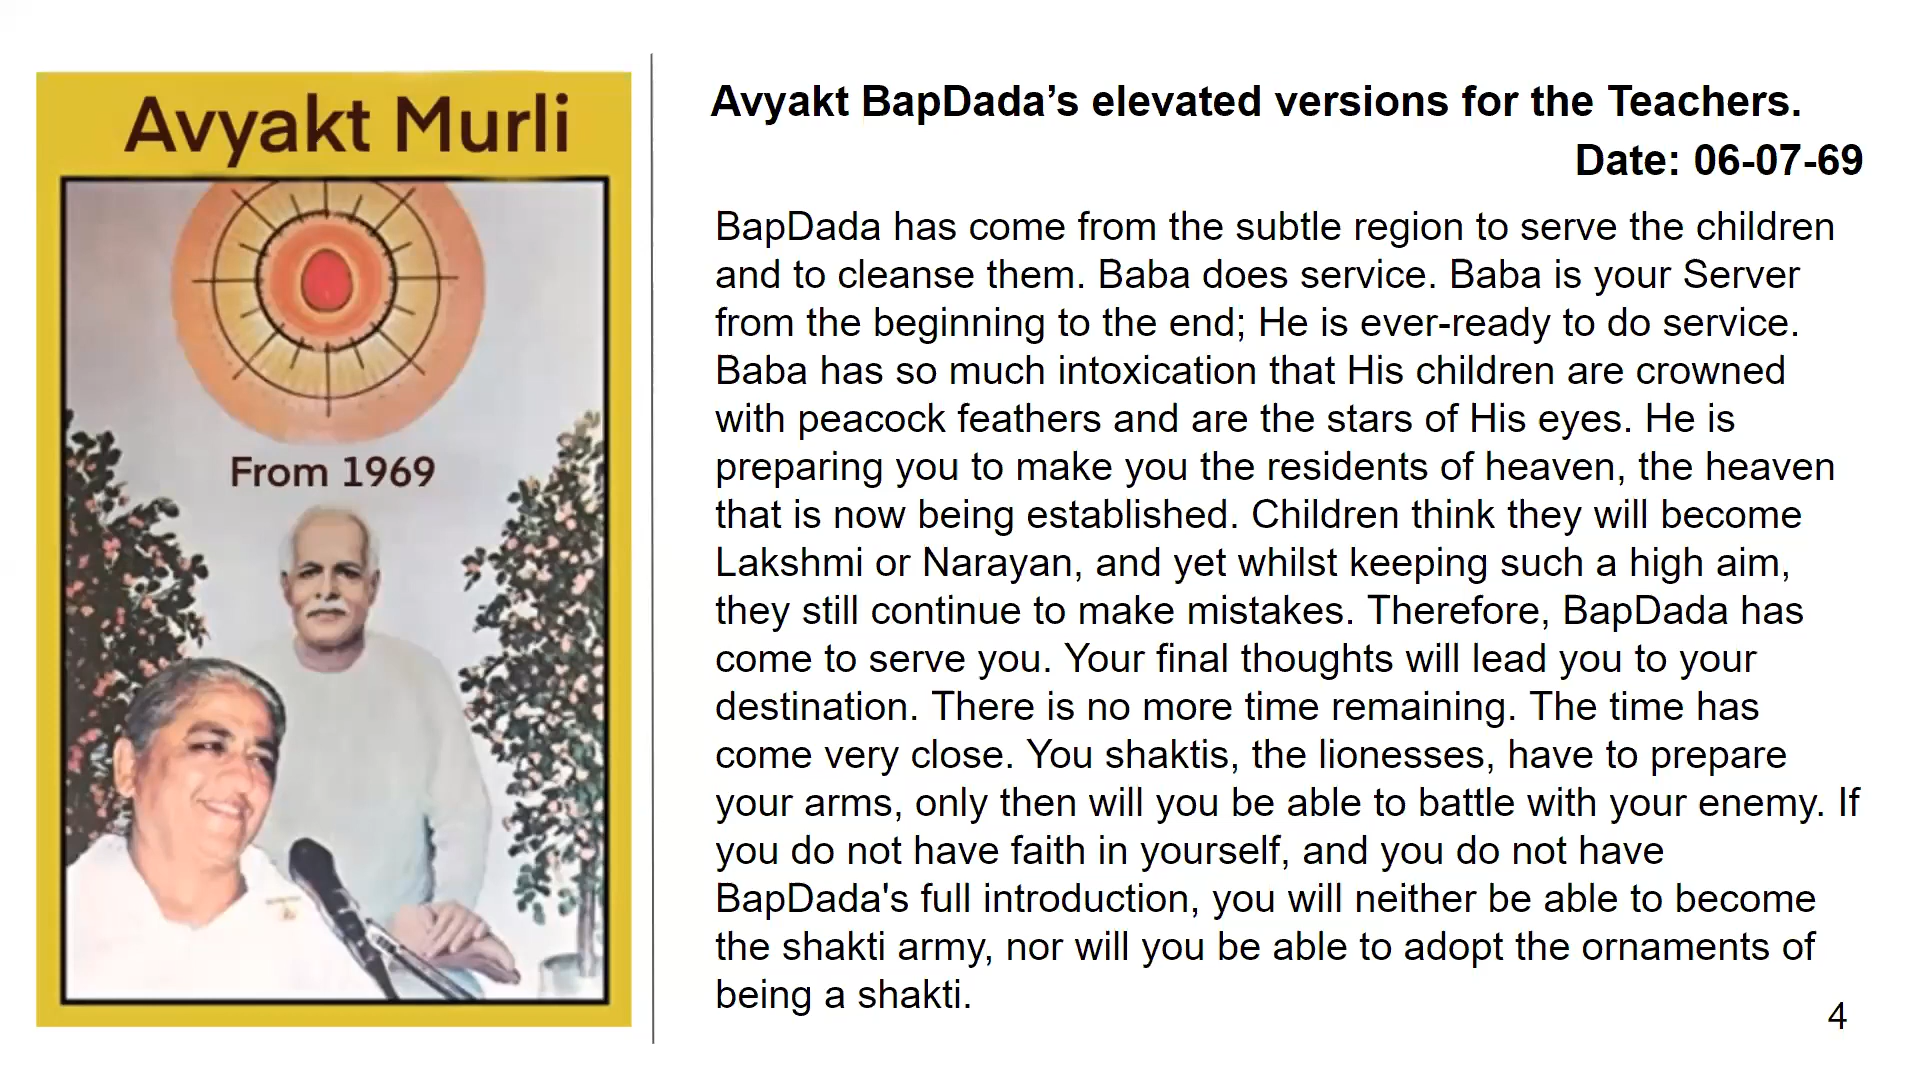 Avyakt Murli
From 1969
Avyakt BapDada’s elevated versions for the Teachers.
Date: 06-07-69
BapDada has come from the subtle region to serve the children
and to cleanse them. Baba does service. Baba is your Server
from the beginning to the end; He is ever-ready to do service.
Baba has so much intoxication that His children are crowned
with peacock feathers and are the stars of His eyes. He is
preparing you to make you the residents of heaven, the heaven
that is now being established. Children think they will become
Lakshmi or Narayan, and yet whilst keeping such a high aim,
they still continue to make mistakes. Therefore, BapDada has
come to serve you. Your final thoughts will lead you to your
destination. There is no more time remaining. The time has
come very close. You shaktis, the lionesses, have to prepare
your arms, only then will you be able to battle with your enemy. If
you do not have faith in yourself, and you do not have
BapDada's full introduction, you will neither be able to become
the shakti army, nor will you be able to adopt the ornaments of
being a shakti.
4